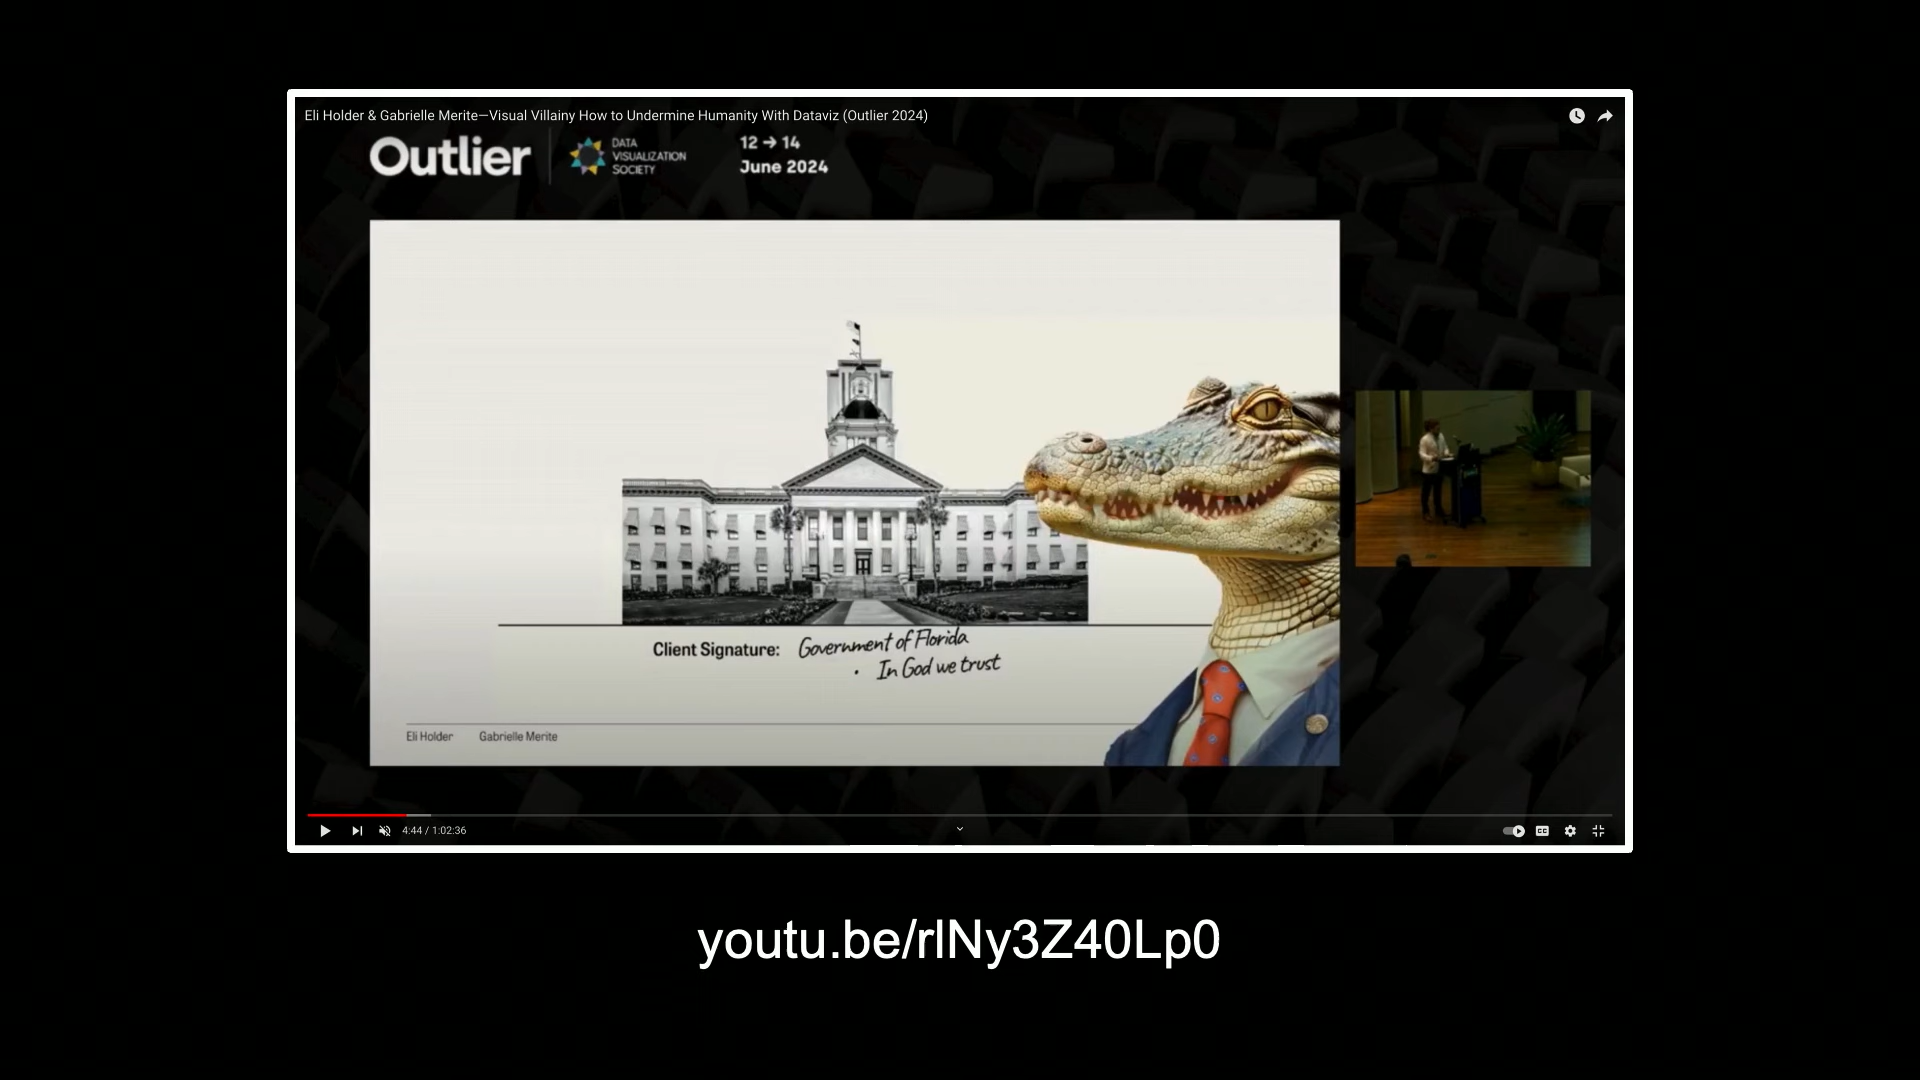 Eli Holder & Gabrielle Merite—Visual Villainy How to Undermine Humanity With Dataviz (Outlier 2024)
Outlier
DATA
VISUALIZATION
SOCIETY
12 → 14
June 2024
Client Signature: Government of Florida
• In God we trust
Eli Holder Gabrielle Merite
4:44 / 1:02:36
CC
youtu.be/rlNy3Z40Lp0